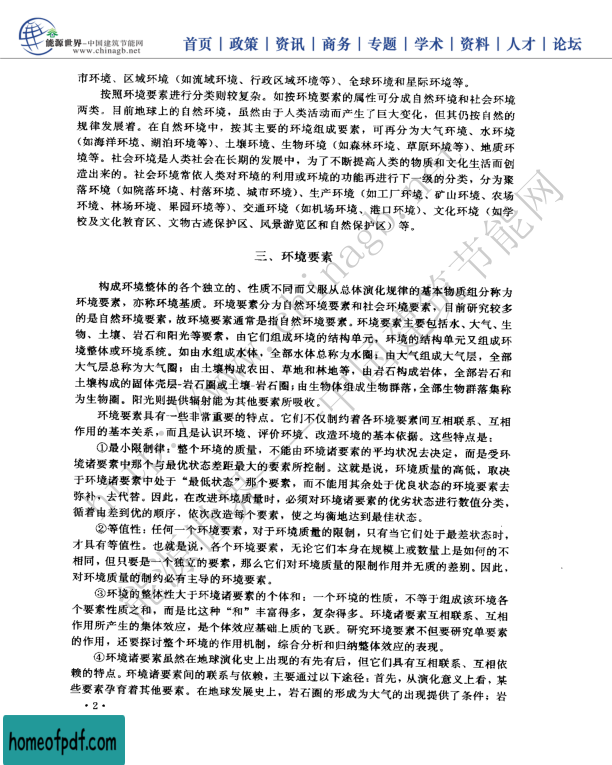 能源世界-中国建筑节能网
www.chinagb.net
首页 | 政策 | 资讯 | 商务 | 专题 | 学术 | 资料 | 人才 | 论坛
市环境、区域环境（如流域环境、行政区域环境等）、全球环境和星际环境等。
按照环境要素进行分类则较复杂。如按环境要素的属性可分成自然环境和社会环境
两类。目前地球上的自然环境，虽然由于人类活动而产生了巨大变化，但其仍按自然的
规律发展着。在自然环境中，按其主要的环境组成要素，可再分为大气环境、水环境
（如海洋环境、湖泊环境等）、土壤环境、生物环境（如森林环境、草原环境等）、地质环
境等。社会环境是人类社会在长期的发展中，为了不断提高人类的物质和文化生活而创
造出来的。社会环境常依人类对环境的利用或环境的功能再进行下一级的分类，分为聚
落环境（如院落环境、村落环境、城市环境）、生产环境（如工厂环境、矿山环境、农场
环境、林场环境、果园环境等）、交通环境（如机场环境、港口环境）、文化环境（如学
校及文化教育区、文物古迹保护区、风景游览区和自然保护区）等。
三、环境要素
构成环境整体的各个独立的、性质不同而又服从总体演化规律的基本物质组分称为
环境要素，亦称环境基质。环境要素分为自然环境要素和社会环境要素，目前研究较多
的是自然环境要素，故环境要素通常是指自然环境要素。环境要素主要包括水、大气、生
物、土壤、岩石和阳光等要素，由它们组成环境的结构单元，环境的结构单元又组成环
境整体或环境系统。如由水组成水体，全部水体总称为水圈；由大气组成大气层，全部
大气层总称为大气圈；由土壤构成农田、草地和林地等，由岩石构成岩体，全部岩石和
土壤构成的固体壳层-岩石圈或土壤-岩石圈；由生物体组成生物群落，全部生物群落集称
为生物圈。阳光则提供辐射能为其他要素所吸收。
环境要素具有一些非常重要的特点。它们不仅制约着各环境要素间互相联系、互相
作用的基本关系，而且是认识环境、评价环境、改造环境的基本依据。这些特点是：
①最小限制律：整个环境的质量，不能由环境诸要素的平均状况去决定，而是受环
境诸要素中那个与最优状态差距最大的要素所控制。这就是说，环境质量的高低，取决
于环境诸要素中处于“最低状态”那个要素，而不能用其余处于优良状态的环境要素去
弥补，去代替。因此，在改进环境质量时，必须对环境诸要素的优劣状态进行数值分类，
循着由差到优的顺序，依次改造每个要素，使之均衡地达到最佳状态。
②等值性：任何一个环境要素，对于环境质量的限制，只有当它们处于最差状态时，
才具有等值性。也就是说，各个环境要素，无论它们本身在规模上或数量上是如何的不
相同，但只要是一个独立的要素，那么它们对环境质量的限制作用并无质的差别。因此，
对环境质量的制约必有主导的环境要素。
③环境的整体性大于环境诸要素的个体和：一个环境的性质，不等于组成该环境各
个要素性质之和，而是比这种“和”丰富得多，复杂得多。环境诸要素互相联系、互相
作用所产生的集体效应，是个体效应基础上质的飞跃。研究环境要素不但要研究单要素
的作用，还要探讨整个环境的作用机制，综合分析和归纳整体效应的表现。
④环境诸要素虽然在地球演化史上出现的有先有后，但它们具有互相联系、互相依
赖的特点。环境诸要素间的联系与依赖，主要通过以下途径：首先，从演化意义上看，某
些要素孕育着其他要素。在地球发展史上，岩石圈的形成为大气的出现提供了条件；岩
·2·
homeofpdf.com